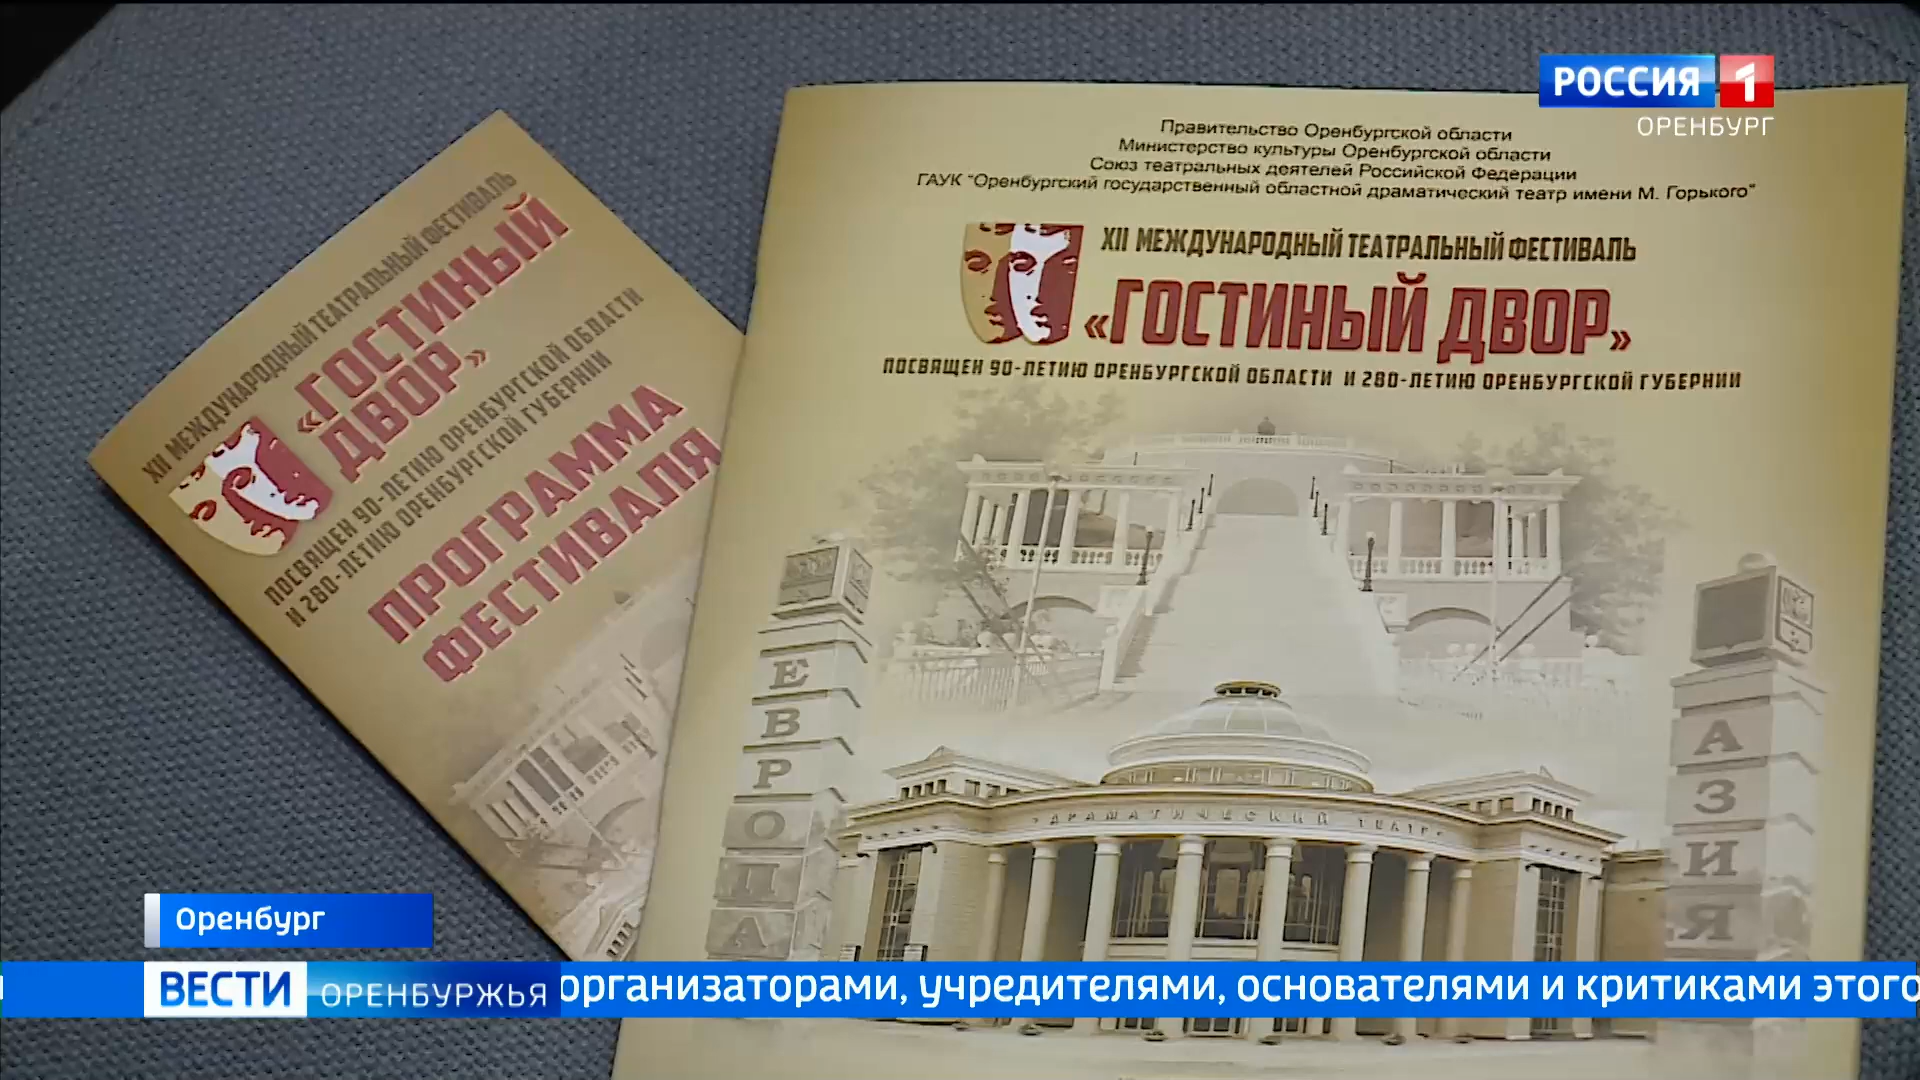 РОССИЯ 1
ОРЕНБУРГ
Правительство Оренбургской области
Министерство культуры Оренбургской области
Союз театральных деятелей Российской Федерации
ГАУК "Оренбургский государственный областной драматический театр имени М. Горького"
XII МЕЖДУНАРОДНЫЙ ТЕАТРАЛЬНЫЙ ФЕСТИВАЛЬ
«ГОСТИНЫЙ ДВОР»
ПОСВЯЩЕН 90-ЛЕТИЮ ОРЕНБУРГСКОЙ ОБЛАСТИ И 280-ЛЕТИЮ ОРЕНБУРГСКОЙ ГУБЕРНИИ
ЕВРОПА
АЗИЯ
ДРАМАТИЧЕСКИЙ ТЕАТР
XII МЕЖДУНАРОДНЫЙ ТЕАТРАЛЬНЫЙ ФЕСТИВАЛЬ
«ГОСТИНЫЙ
ДВОР»
ПОСВЯЩЕН 90-ЛЕТИЮ ОРЕНБУРГСКОЙ ОБЛАСТИ
И 280-ЛЕТИЮ ОРЕНБУРГСКОЙ ГУБЕРНИИ
ПРОГРАММА
ФЕСТИВАЛЯ
Оренбург
ВЕСТИ ОРЕНБУРЖЬЯ организаторами, учредителями, основателями и критиками этого